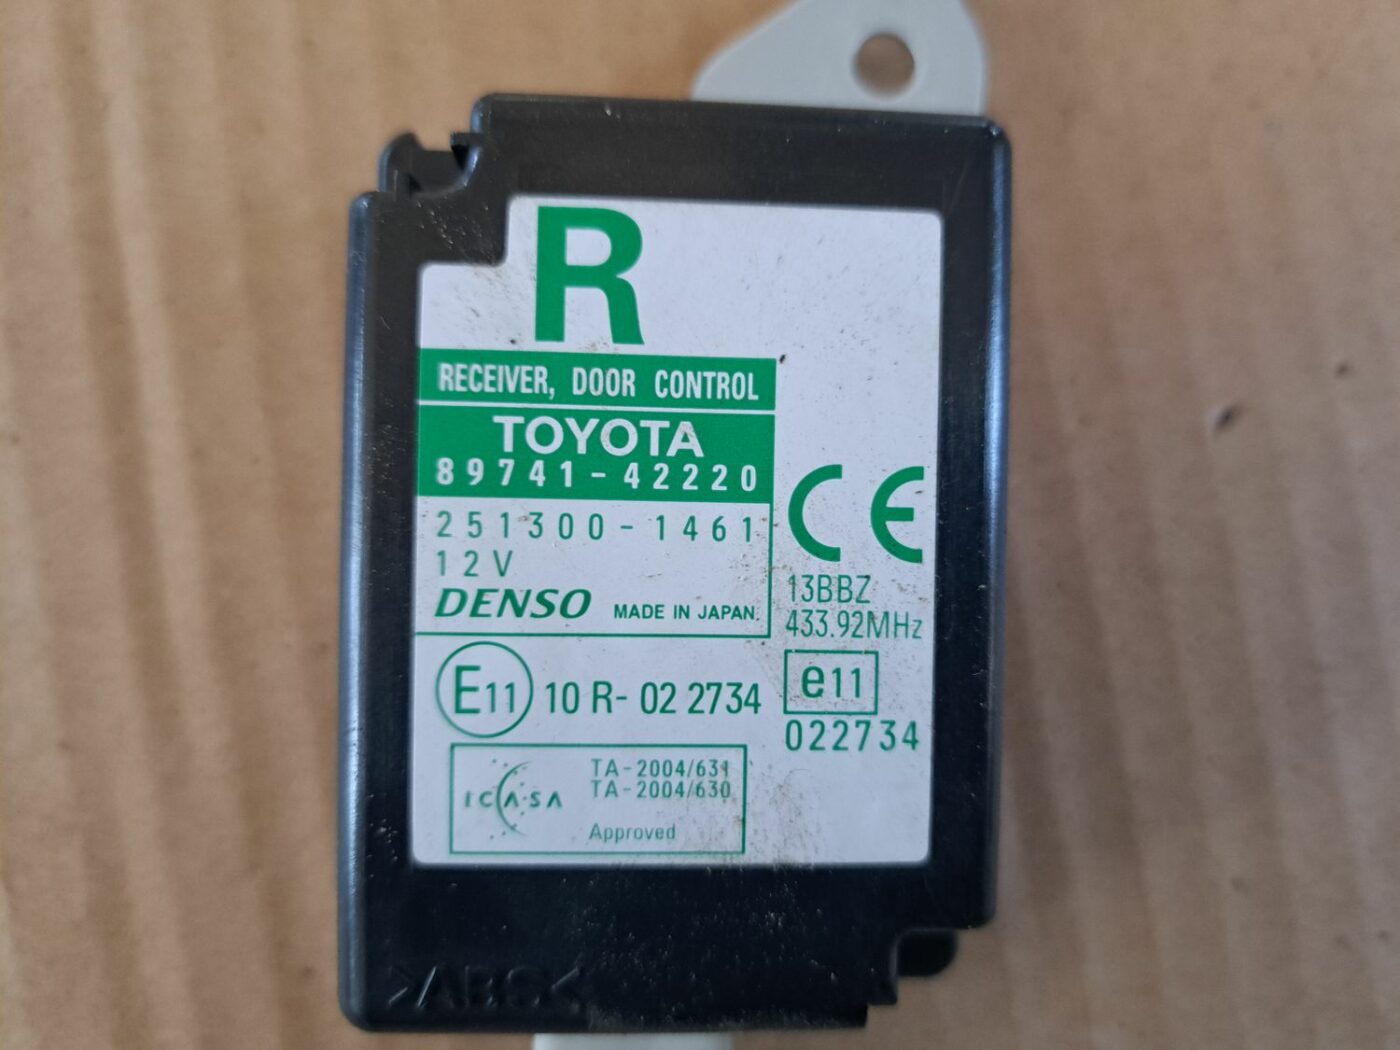 R
RECEIVER, DOOR CONTROL
TOYOTA
89741-42220
251300-1461
12V
DENSO MADE IN JAPAN.
CE
13BBZ
433.92MHz
E11 10 R- 02 2734
e11
022734
ICASA
TA-2004/631
TA-2004/630
Approved
>ABS<